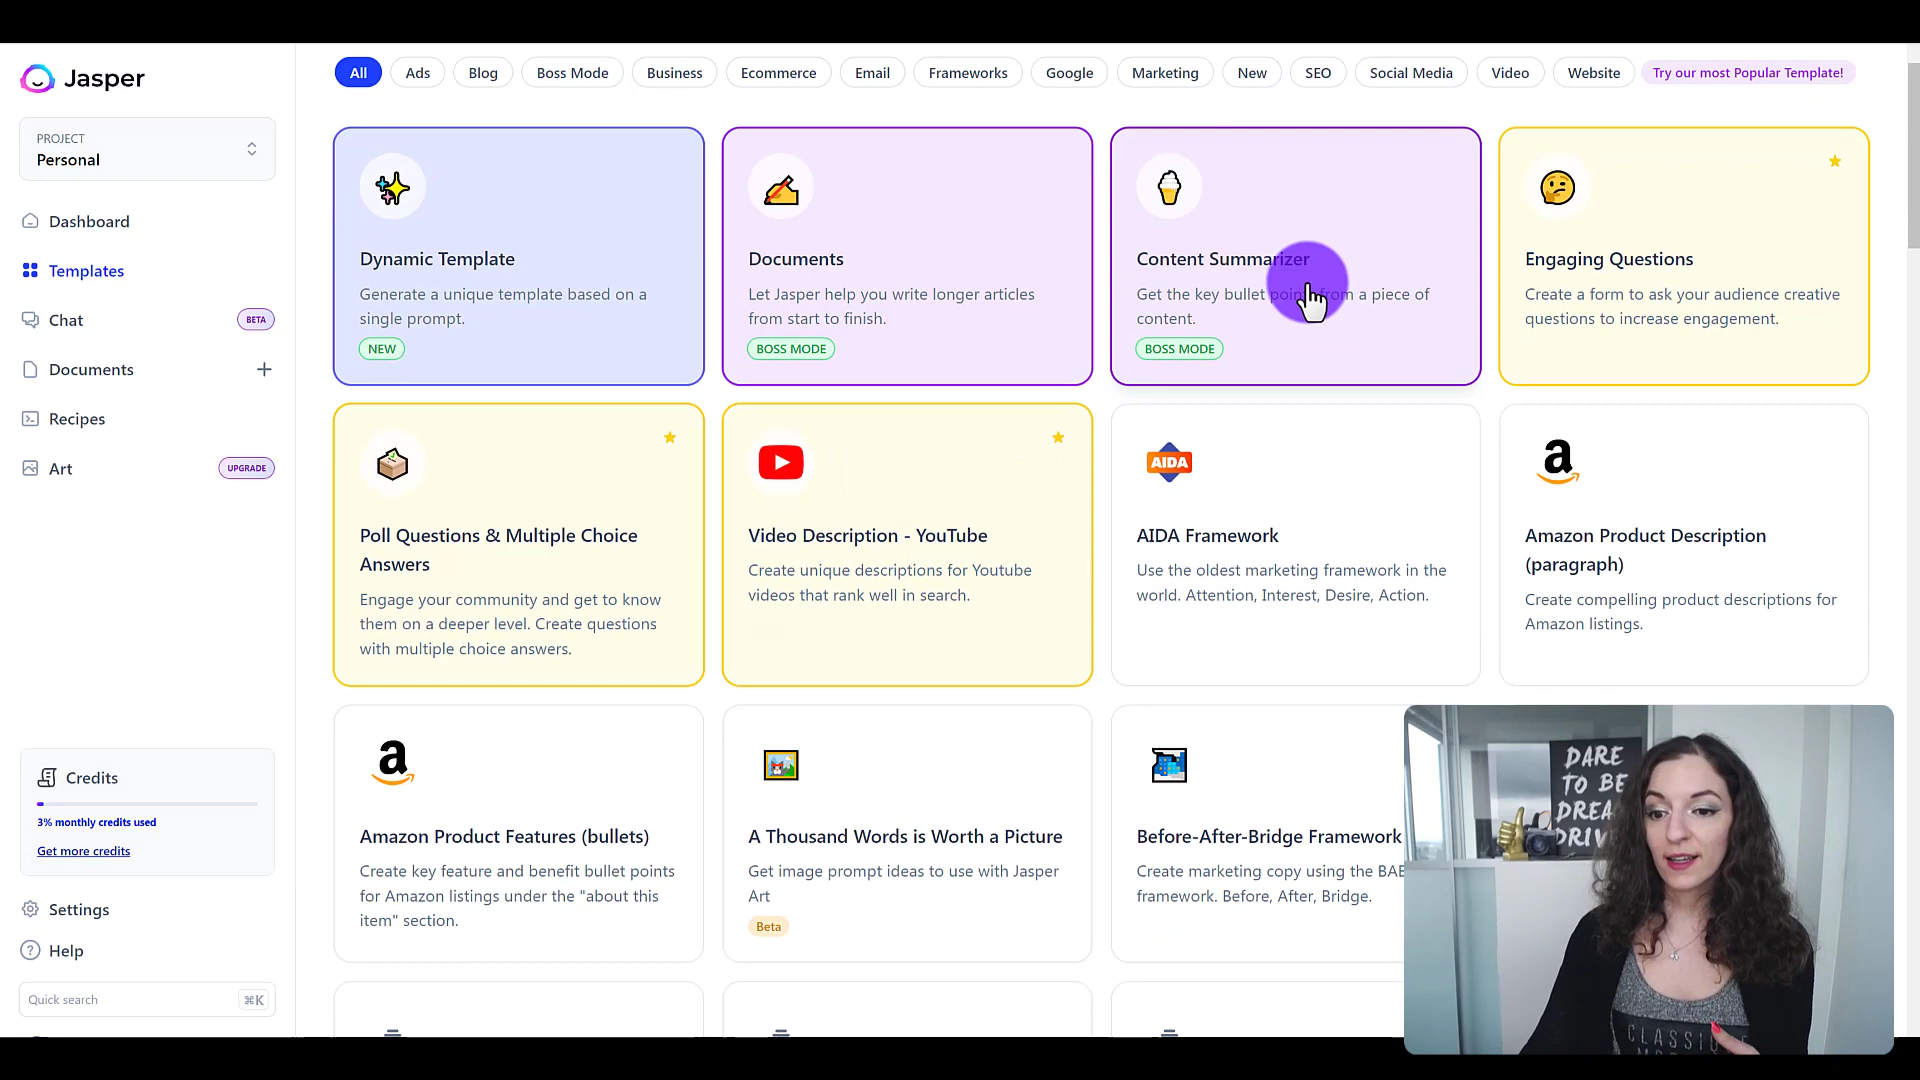 Jasper
PROJECT
Personal
Dashboard
Templates
Chat
BETA
Documents
Recipes
Art
UPGRADE
Credits
3% monthly credits used
Get more credits
Settings
Help
Quick search
⌘K
All
Ads
Blog
Boss Mode
Business
Ecommerce
Email
Frameworks
Google
Marketing
New
SEO
Social Media
Video
Website
Try our most Popular Template!
Dynamic Template
Generate a unique template based on a
single prompt.
NEW
Documents
Let Jasper help you write longer articles
from start to finish.
BOSS MODE
Content Summarizer
Get the key bullet points from a piece of
content.
BOSS MODE
Engaging Questions
Create a form to ask your audience creative
questions to increase engagement.
Poll Questions & Multiple Choice
Answers
Engage your community and get to know
them on a deeper level. Create questions
with multiple choice answers.
Video Description - YouTube
Create unique descriptions for Youtube
videos that rank well in search.
AIDA
AIDA Framework
Use the oldest marketing framework in the
world. Attention, Interest, Desire, Action.
a
Amazon Product Description
(paragraph)
Create compelling product descriptions for
Amazon listings.
a
Amazon Product Features (bullets)
Create key feature and benefit bullet points
for Amazon listings under the "about this
item" section.
A Thousand Words is Worth a Picture
Get image prompt ideas to use with Jasper
Art
Beta
Before-After-Bridge Framework
Create marketing copy using the BAB
framework. Before, After, Bridge.
DARE
TO BE
DREA
DRIV
CLASSIC